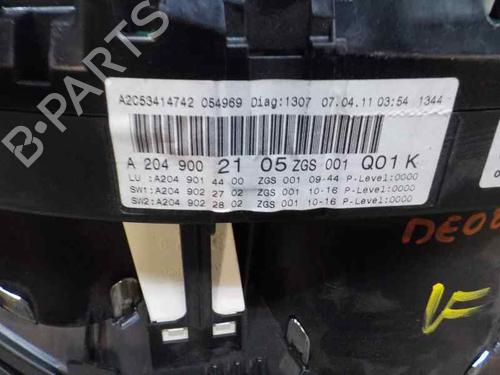 A2C53414742 054969 Diag:1307 07.04.11 03:54 1344
A 204 900 21 05 ZGS 001 Q01 K
LU :A204 901 44 00 ZGS 001 09-44 P-Level:0000
SW1:A204 902 27 02 ZGS 001 10-16 P-Level:0000
SW2:A204 902 28 02 ZGS 001 10-16 P-Level:0000
B-PARTS